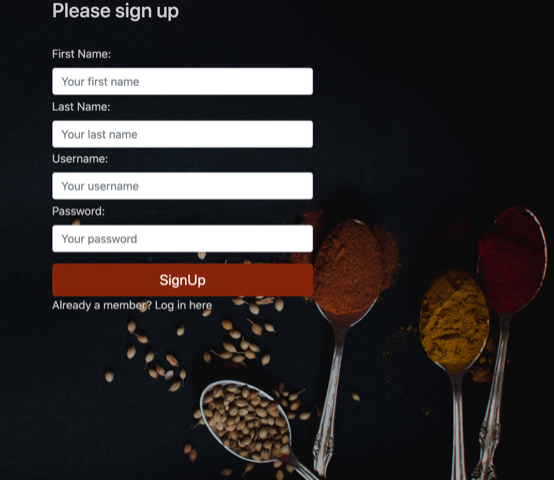 Please sign up
First Name:
Your first name
Last Name:
Your last name
Username:
Your username
Password:
Your password
SignUp
Already a member? Log in here